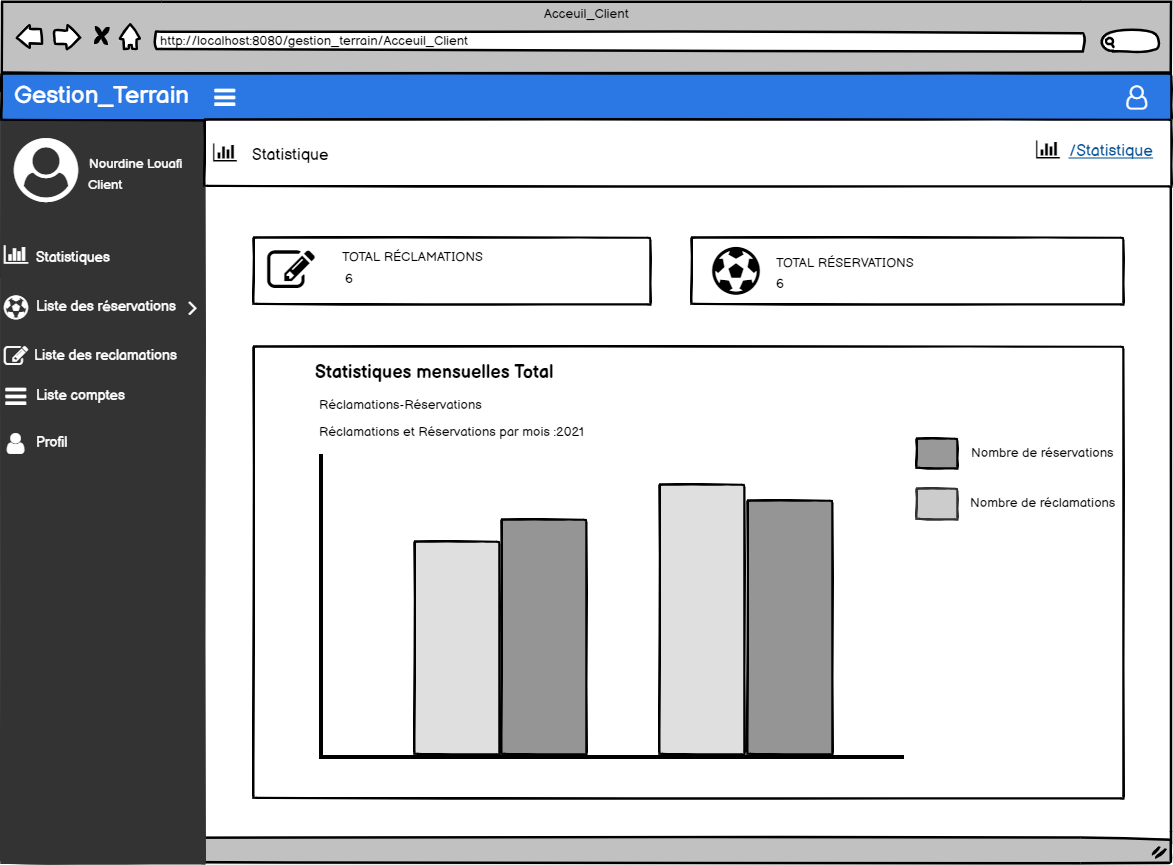 Acceuil_Client
http://localhost:8080/gestion_terrain/Acceuil_Client
Gestion_Terrain
Nourdine Louafi
Client
Statistiques
Liste des réservations
Liste des reclamations
Liste comptes
Profil
Statistique
/Statistique
TOTAL RÉCLAMATIONS
6
TOTAL RÉSERVATIONS
6
Statistiques mensuelles Total
Réclamations-Réservations
Réclamations et Réservations par mois :2021
Nombre de réservations
Nombre de réclamations